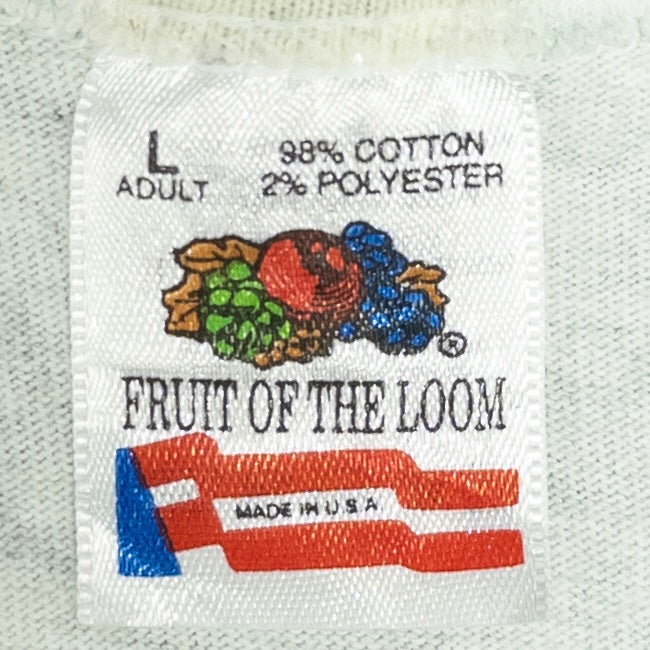 L
ADULT
98% COTTON
2% POLYESTER
®
FRUIT OF THE LOOM
MADE IN U.S.A.